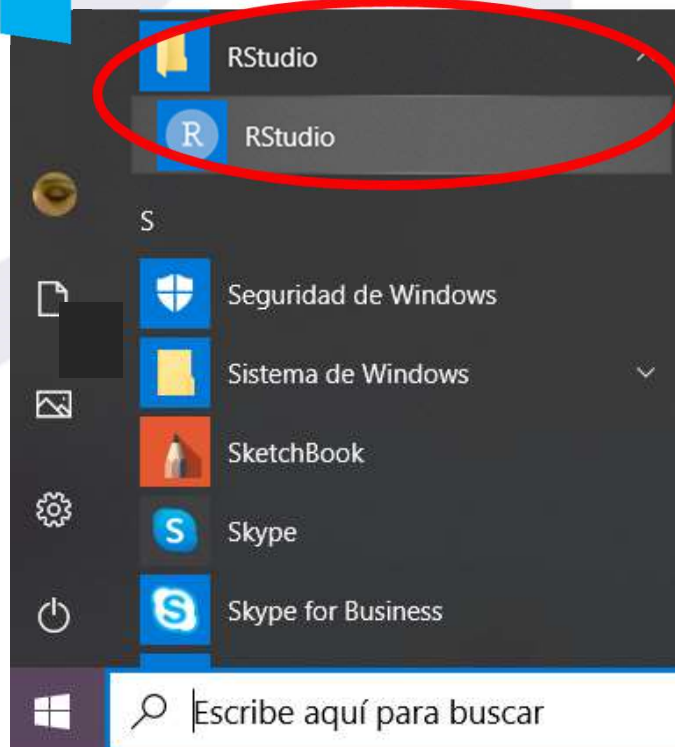 RStudio
R RStudio
S
Seguridad de Windows
Sistema de Windows
SketchBook
S Skype
S Skype for Business
Escribe aquí para buscar